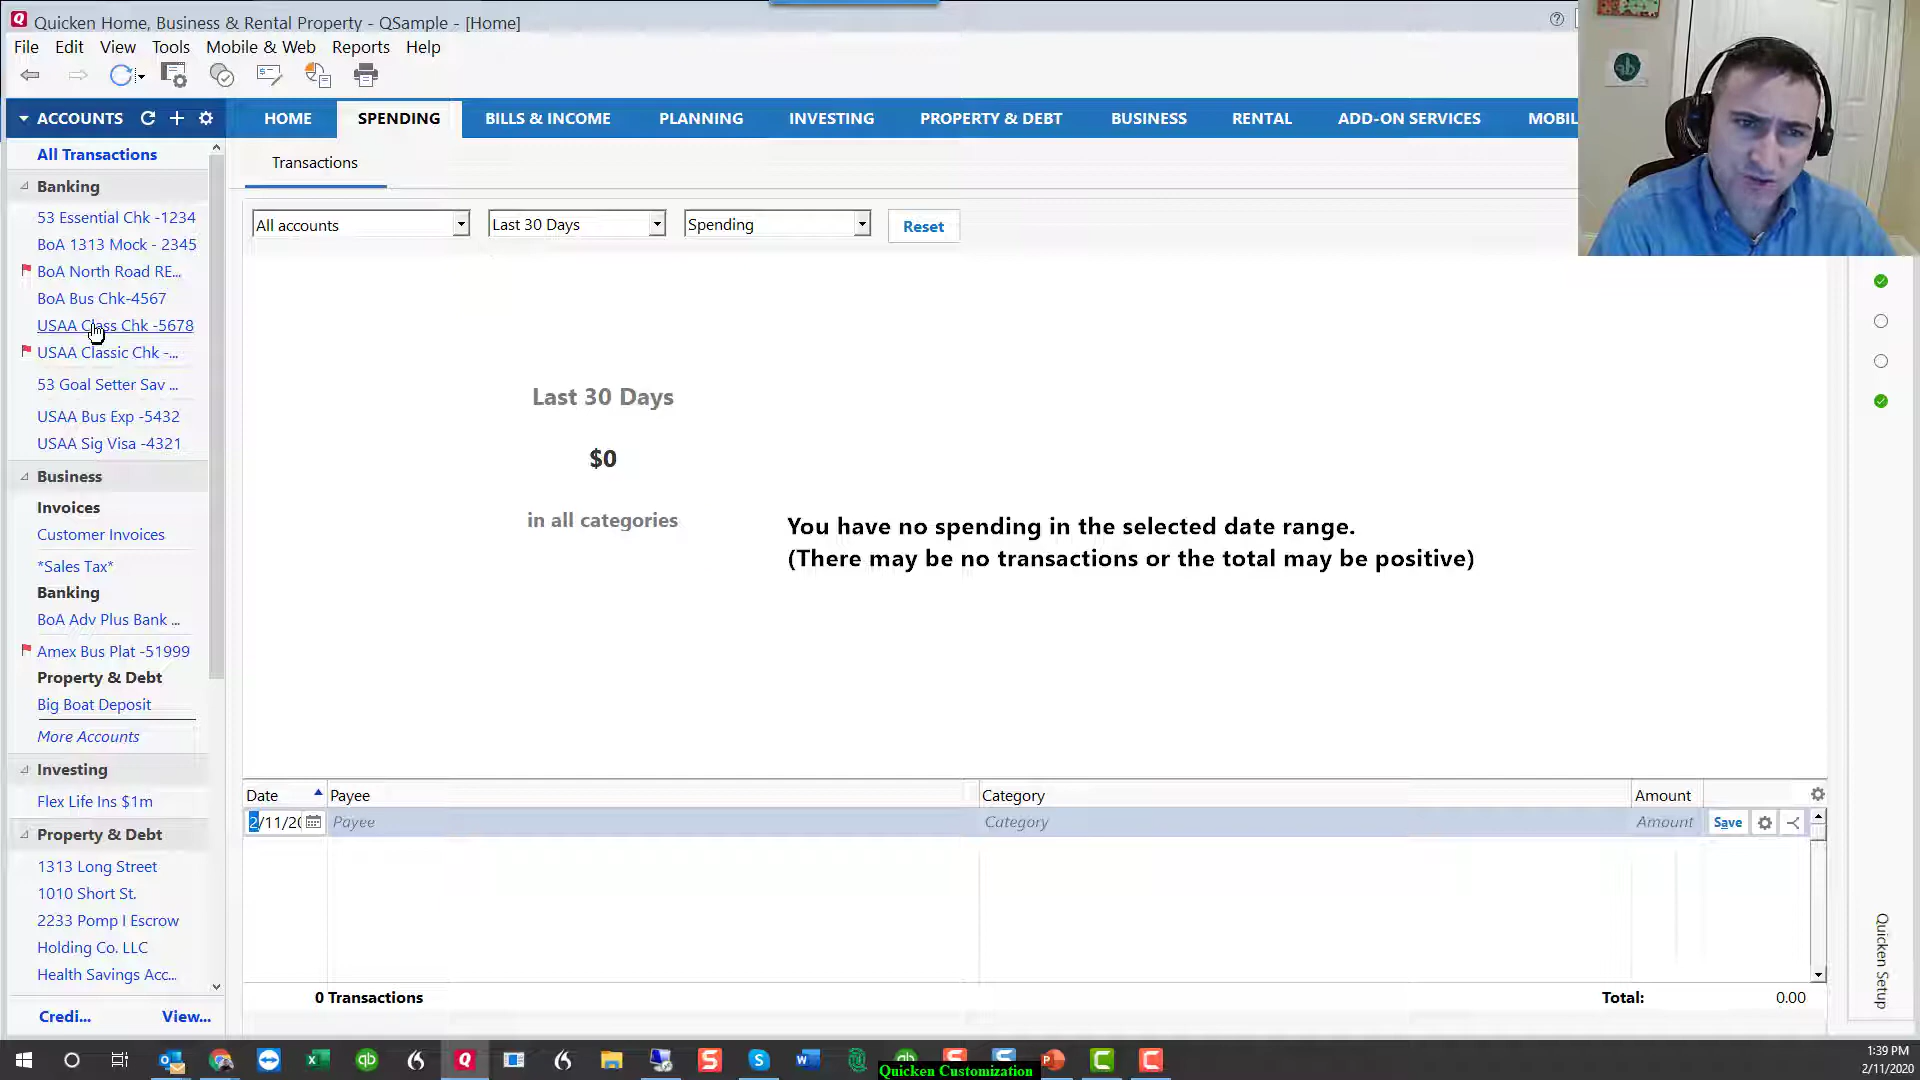 Quicken Home, Business & Rental Property - QSample - [Home]
File Edit View Tools Mobile & Web Reports Help
ACCOUNTS
HOME SPENDING BILLS & INCOME PLANNING INVESTING PROPERTY & DEBT BUSINESS RENTAL ADD-ON SERVICES MOBIL
All Transactions
Transactions
Banking
53 Essential Chk -1234
All accounts Last 30 Days Spending Reset
BoA 1313 Mock - 2345
BoA North Road RE...
BoA Bus Chk-4567
USAA Class Chk -5678
USAA Classic Chk -...
53 Goal Setter Sav ...
USAA Bus Exp -5432
USAA Sig Visa -4321
Last 30 Days
$0
in all categories
You have no spending in the selected date range.
(There may be no transactions or the total may be positive)
Business
Invoices
Customer Invoices
*Sales Tax*
Banking
BoA Adv Plus Bank ...
Amex Bus Plat -51999
Property & Debt
Big Boat Deposit
More Accounts
Investing
Flex Life Ins $1m
Property & Debt
1313 Long Street
1010 Short St.
2233 Pomp I Escrow
Holding Co. LLC
Health Savings Acc...
Credi... View...
Date Payee Category Amount
2/11/20 Payee Category Amount Save
0 Transactions Total: 0.00
Quicken Setup
Quicken Customization
1:39 PM
2/11/2020